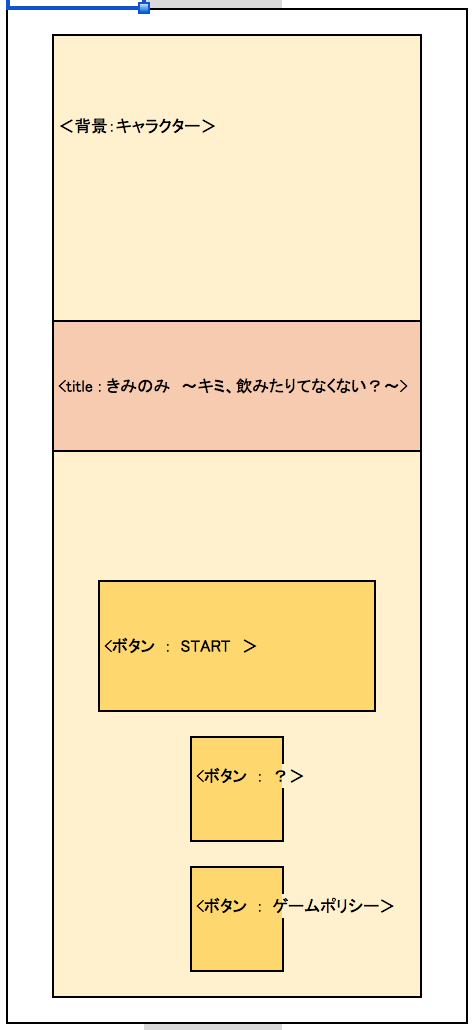 ＜背景：キャラクター＞
<title : きみのみ　～キミ、飲みたりてなくない？～>
<ボタン　：　START　＞
<ボタン　：　？＞
<ボタン　：　ゲームポリシー＞